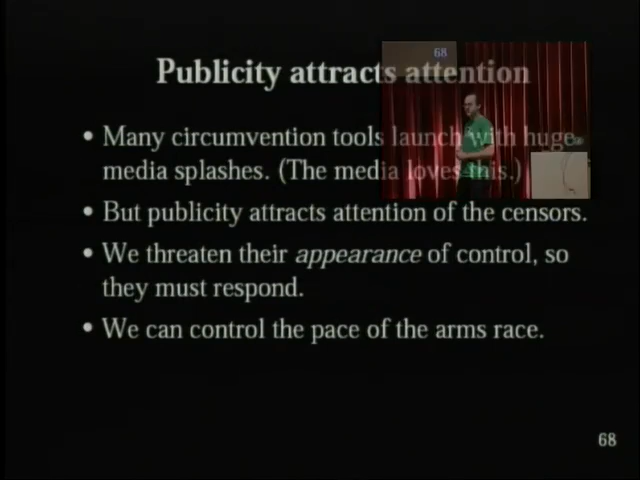 68
Publicity attracts attention
• Many circumvention tools launch with huge
media splashes. (The media loves this.)
• But publicity attracts attention of the censors.
• We threaten their appearance of control, so
they must respond.
• We can control the pace of the arms race.
68